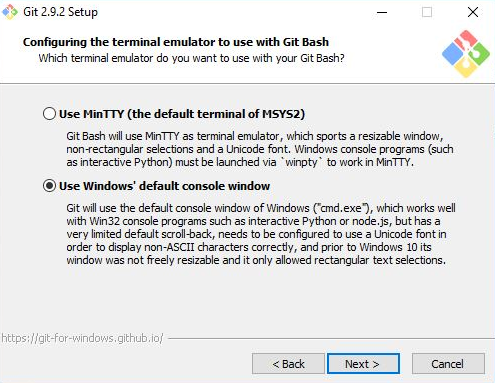 Git 2.9.2 Setup
Configuring the terminal emulator to use with Git Bash
Which terminal emulator do you want to use with your Git Bash?
Use MinTTY (the default terminal of MSYS2)
Git Bash will use MinTTY as terminal emulator, which sports a resizable window,
non-rectangular selections and a Unicode font. Windows console programs (such
as interactive Python) must be launched via `winpty` to work in MinTTY.
Use Windows' default console window
Git will use the default console window of Windows ("cmd.exe"), which works well
with Win32 console programs such as interactive Python or node.js, but has a
very limited default scroll-back, needs to be configured to use a Unicode font in
order to display non-ASCII characters correctly, and prior to Windows 10 its
window was not freely resizable and it only allowed rectangular text selections.
https://git-for-windows.github.io/
< Back Next > Cancel